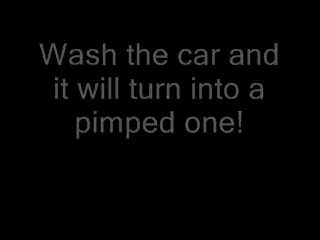 Wash the car and
it will turn into a
pimped one!